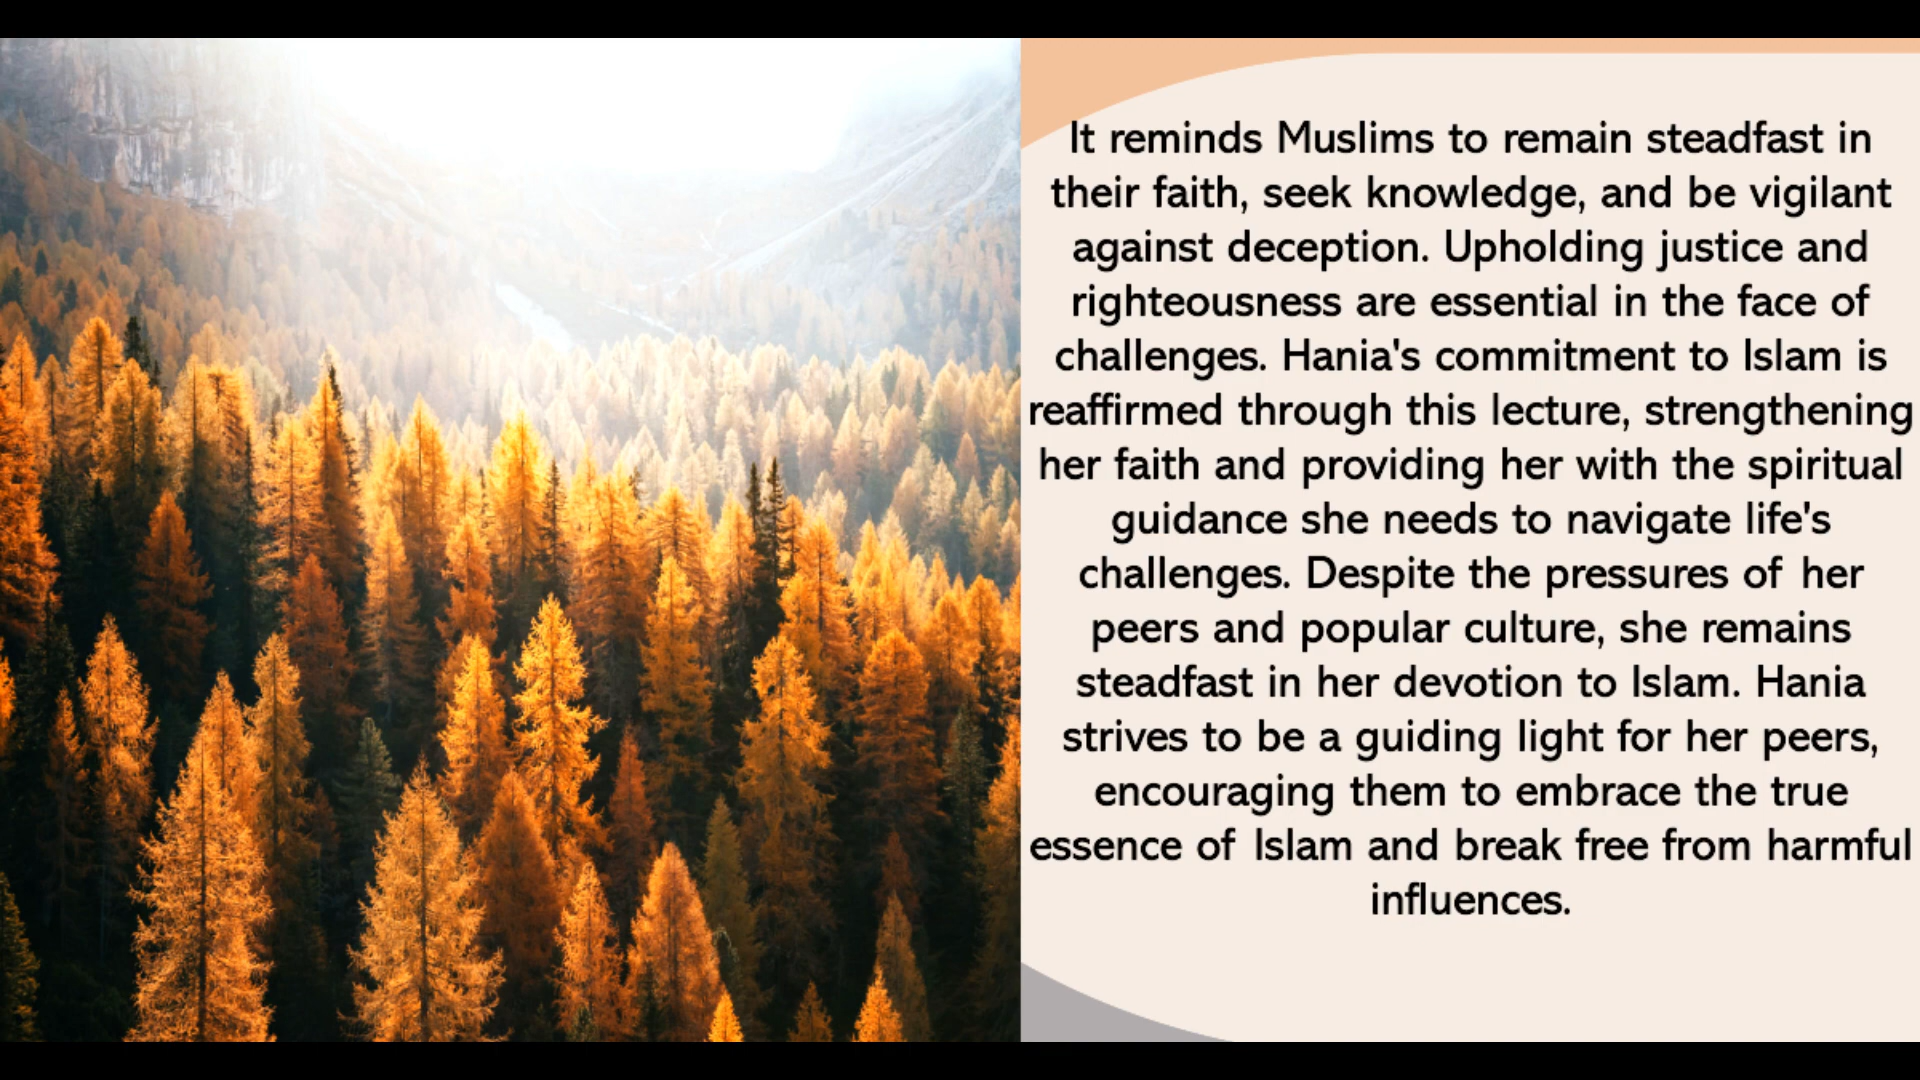 It reminds Muslims to remain steadfast in
their faith, seek knowledge, and be vigilant
against deception. Upholding justice and
righteousness are essential in the face of
challenges. Hania's commitment to Islam is
reaffirmed through this lecture, strengthening
her faith and providing her with the spiritual
guidance she needs to navigate life's
challenges. Despite the pressures of her
peers and popular culture, she remains
steadfast in her devotion to Islam. Hania
strives to be a guiding light for her peers,
encouraging them to embrace the true
essence of Islam and break free from harmful
influences.